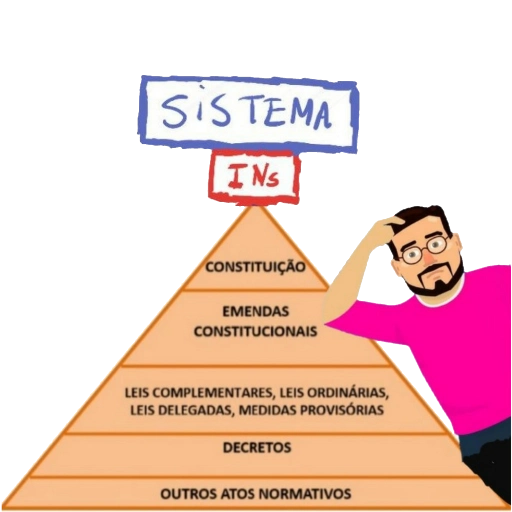 SiSTEMA
INs
CONSTITUIÇÃO
EMENDAS
CONSTITUCIONAIS
LEIS COMPLEMENTARES, LEIS ORDINÁRIAS,
LEIS DELEGADAS, MEDIDAS PROVISÓRIAS
DECRETOS
OUTROS ATOS NORMATIVOS